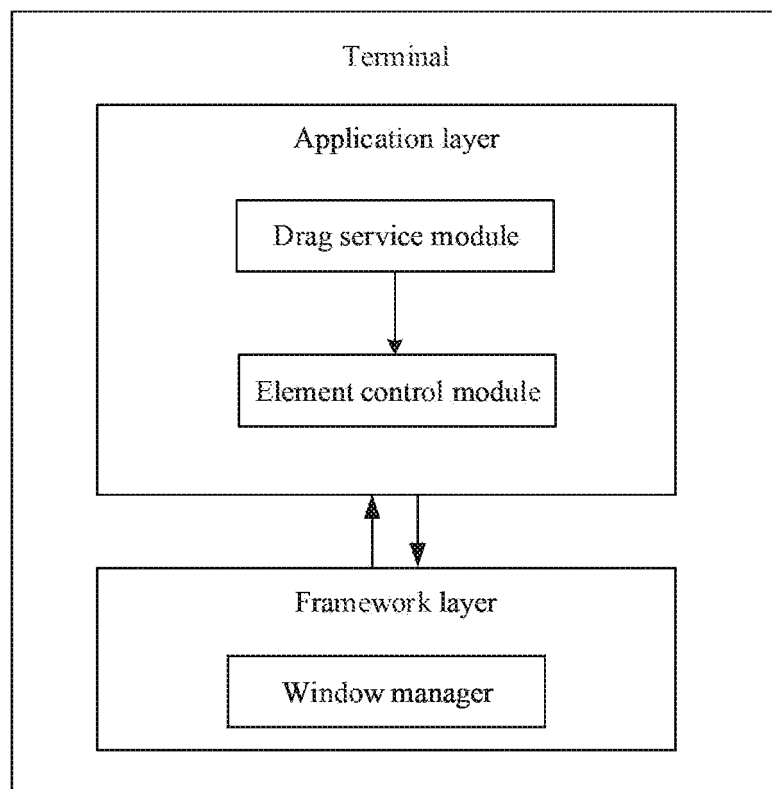 Terminal
Application layer
Drag service module
Element control module
Framework layer
Window manager